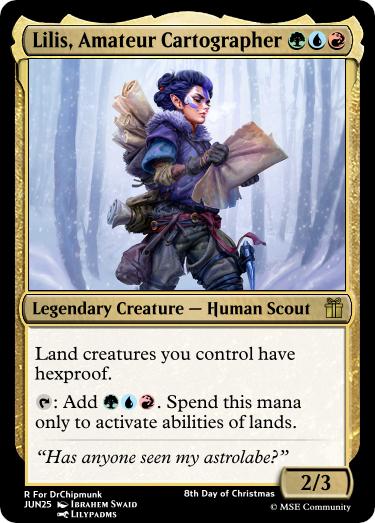 Lilis, Amateur Cartographer
Legendary Creature — Human Scout
Land creatures you control have
hexproof.
: Add . Spend this mana
only to activate abilities of lands.
“Has anyone seen my astrolabe?”
2/3
R For DrChipmunk
8th Day of Christmas
JUN25 Ibrahem Swaid
Lilypadms
© MSE Community